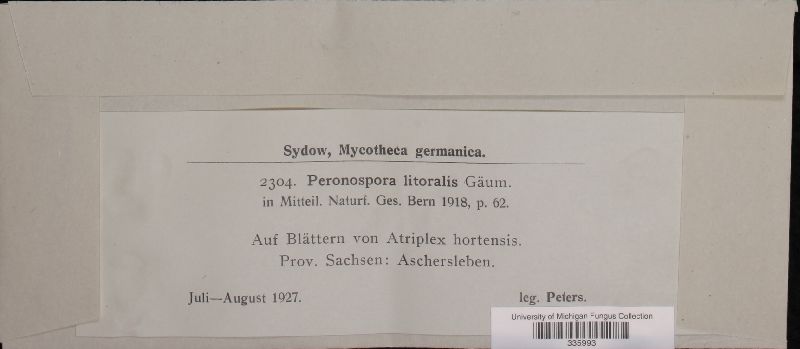 Sydow, Mycotheca germanica.
2304. Peronospora litoralis Gäum.
in Mitteil. Naturf. Ges. Bern 1918, p. 62.
Auf Blättern von Atriplex hortensis.
Prov. Sachsen: Aschersleben.
Juli—August 1927. leg. Peters.
University of Michigan Fungus Collection
335993